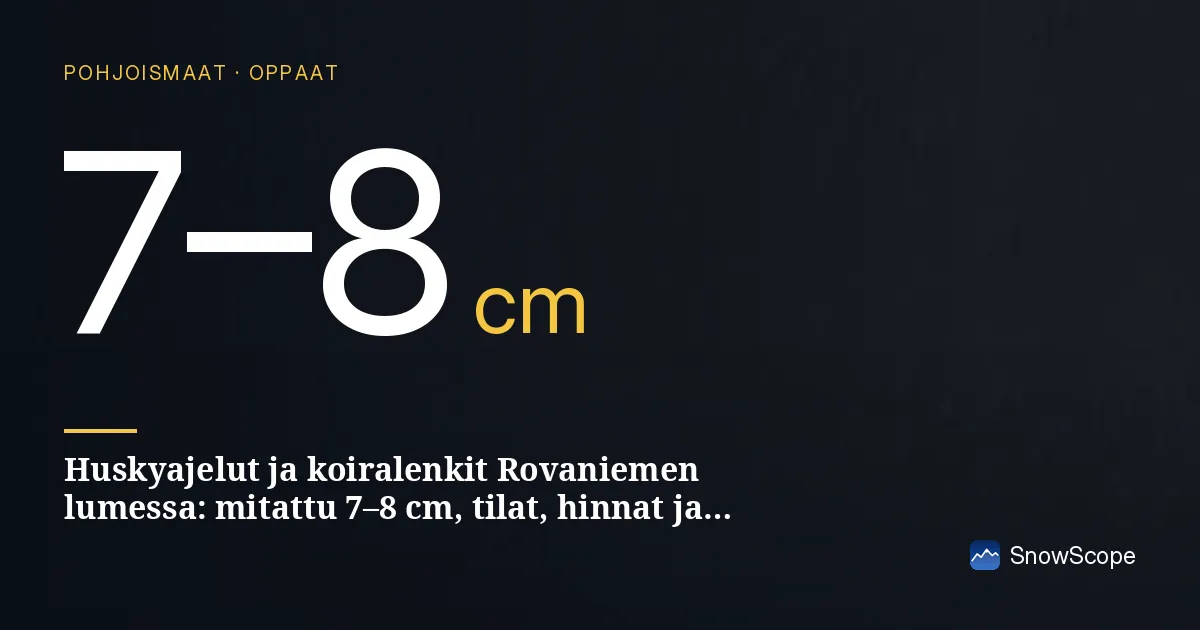 POHJOISMAAT · OPPAAT
7–8 cm
Huskyajelut ja koiralenkit Rovaniemen
lumessa: mitattu 7–8 cm, tilat, hinnat ja…
SnowScope